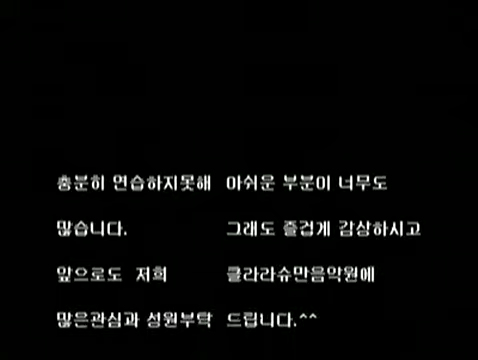 충분히 연습하지못해 아쉬운 부분이 너무도
많습니다. 그래도 즐겁게 감상하시고
앞으로도 저희 클라라슈만음악원에
많은관심과 성원부탁 드립니다.^^